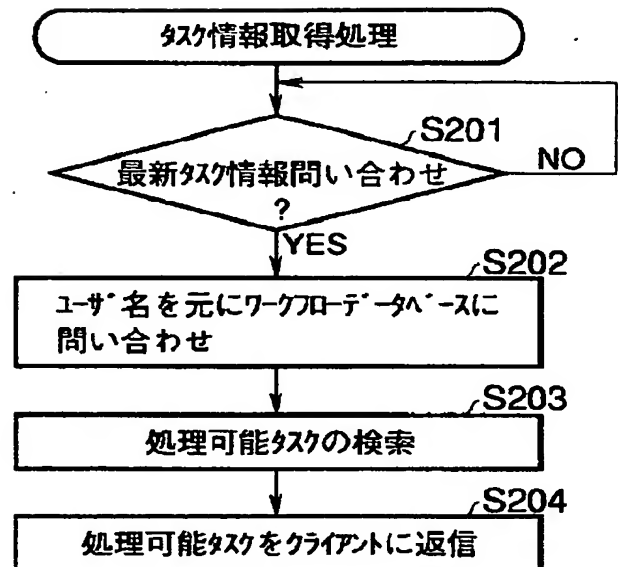 タスク情報取得処理
S201
最新タスク情報問い合わせ
?
NO
YES
S202
ユーザ名を元にワークフローデータベースに
問い合わせ
S203
処理可能タスクの検索
S204
処理可能タスクをクライアントに返信